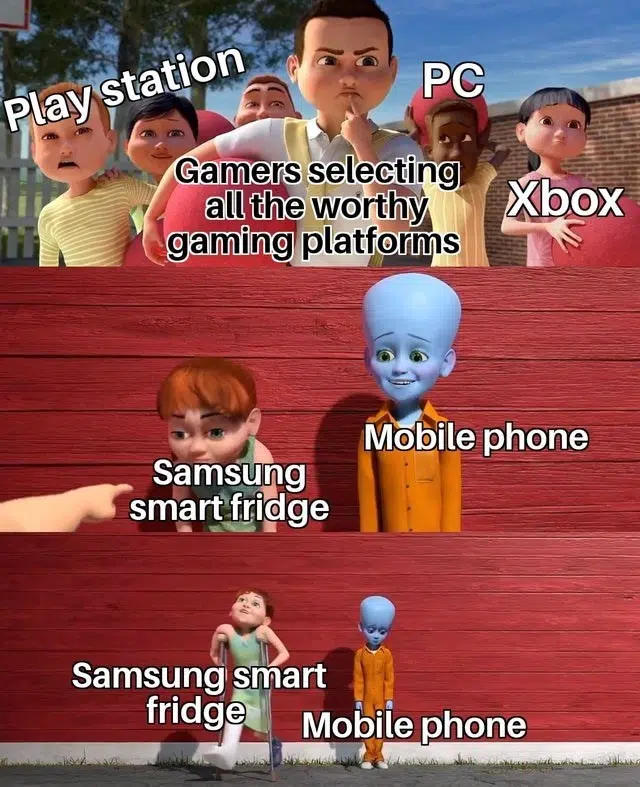 Play station
PC
Gamers selecting
all the worthy
gaming platforms
Xbox
Mobile phone
Samsung
smart fridge
Samsung smart
fridge
Mobile phone